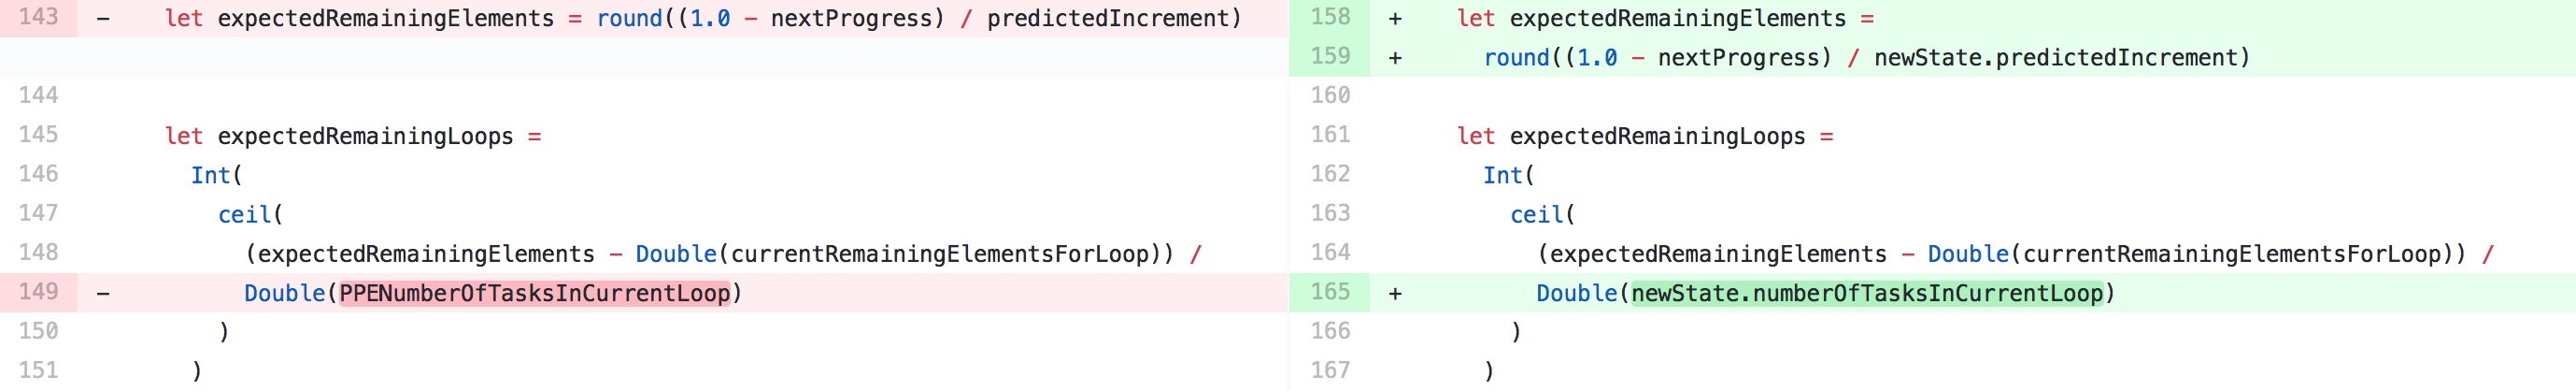 143 - let expectedRemainingElements = round((1.0 - nextProgress) / predictedIncrement)
144
145 let expectedRemainingLoops =
146 Int(
147 ceil(
148 (expectedRemainingElements - Double(currentRemainingElementsForLoop)) /
149 - Double(PPENumberOfTasksInCurrentLoop)
150 )
151 )
158 + let expectedRemainingElements =
159 + round((1.0 - nextProgress) / newState.predictedIncrement)
160
161 let expectedRemainingLoops =
162 Int(
163 ceil(
164 (expectedRemainingElements - Double(currentRemainingElementsForLoop)) /
165 + Double(newState.numberOfTasksInCurrentLoop)
166 )
167 )